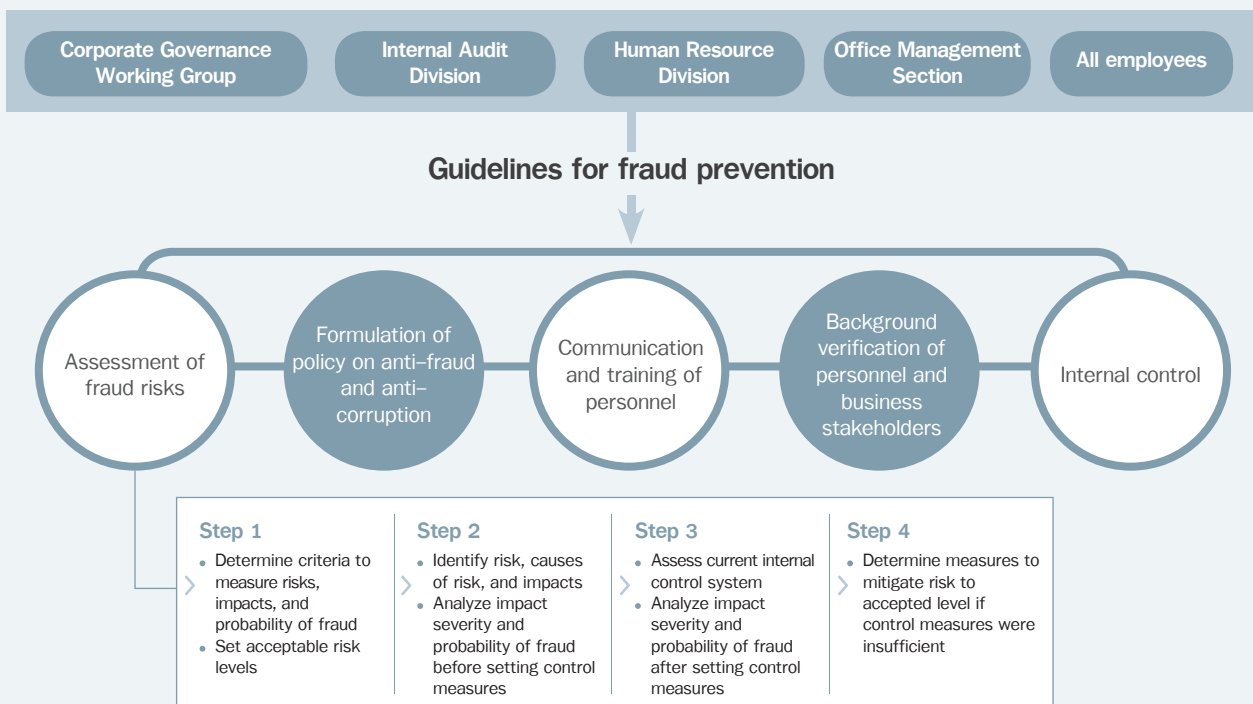 Corporate Governance
Working Group
Internal Audit
Division
Human Resource
Division
Office Management
Section
All employees
Guidelines for fraud prevention
Assessment of
fraud risks
Formulation of
policy on anti–fraud
and anti–
corruption
Communication
and training of
personnel
Background
verification of
personnel and
business
stakeholders
Internal control
Step 1
• Determine criteria to
measure risks,
impacts, and
probability of fraud
• Set acceptable risk
levels
Step 2
• Identify risk, causes
of risk, and impacts
• Analyze impact
severity and
probability of fraud
before setting control
measures
Step 3
• Assess current internal
control system
• Analyze impact
severity and
probability of fraud
after setting control
measures
Step 4
• Determine measures to
mitigate risk to
accepted level if
control measures were
insufficient